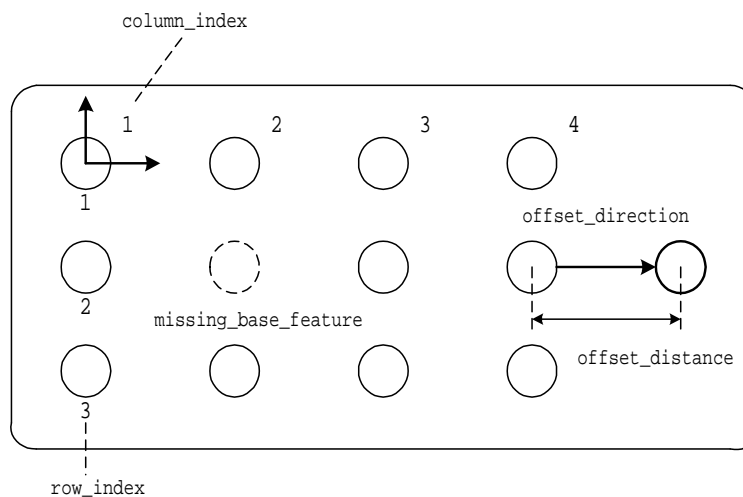 column_index
1 2 3 4
1
offset_direction
2
missing_base_feature
offset_distance
3
row_index